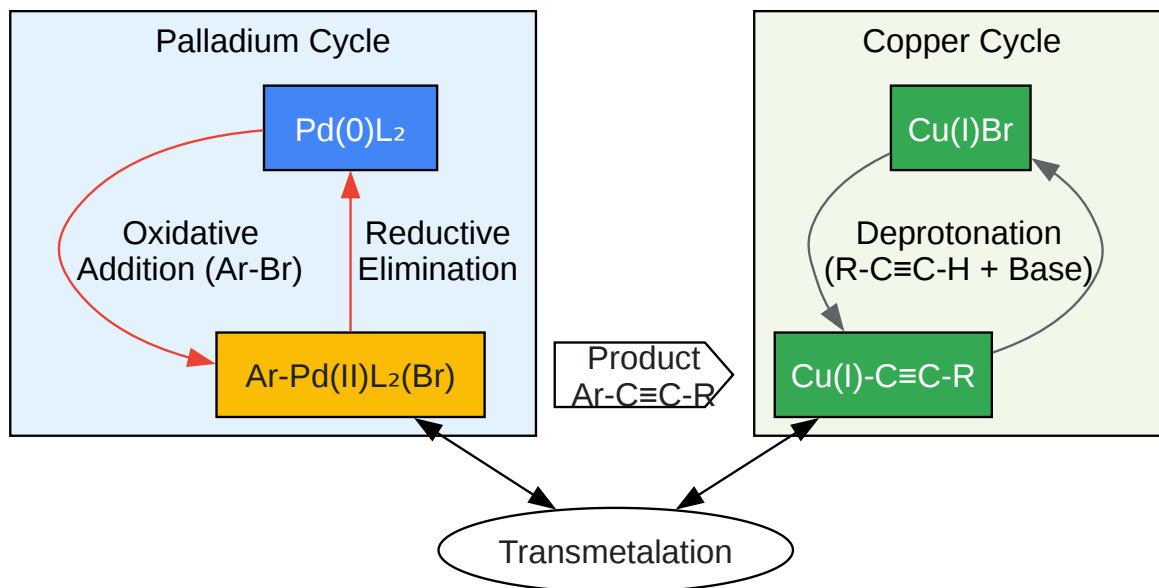 Palladium Cycle
Pd(0)L₂
Oxidative
Addition (Ar-Br)
Reductive
Elimination
Ar-Pd(II)L₂(Br)
Product
Ar-C≡C-R
Copper Cycle
Cu(I)Br
Deprotonation
(R-C≡C-H + Base)
Cu(I)-C≡C-R
Transmetalation